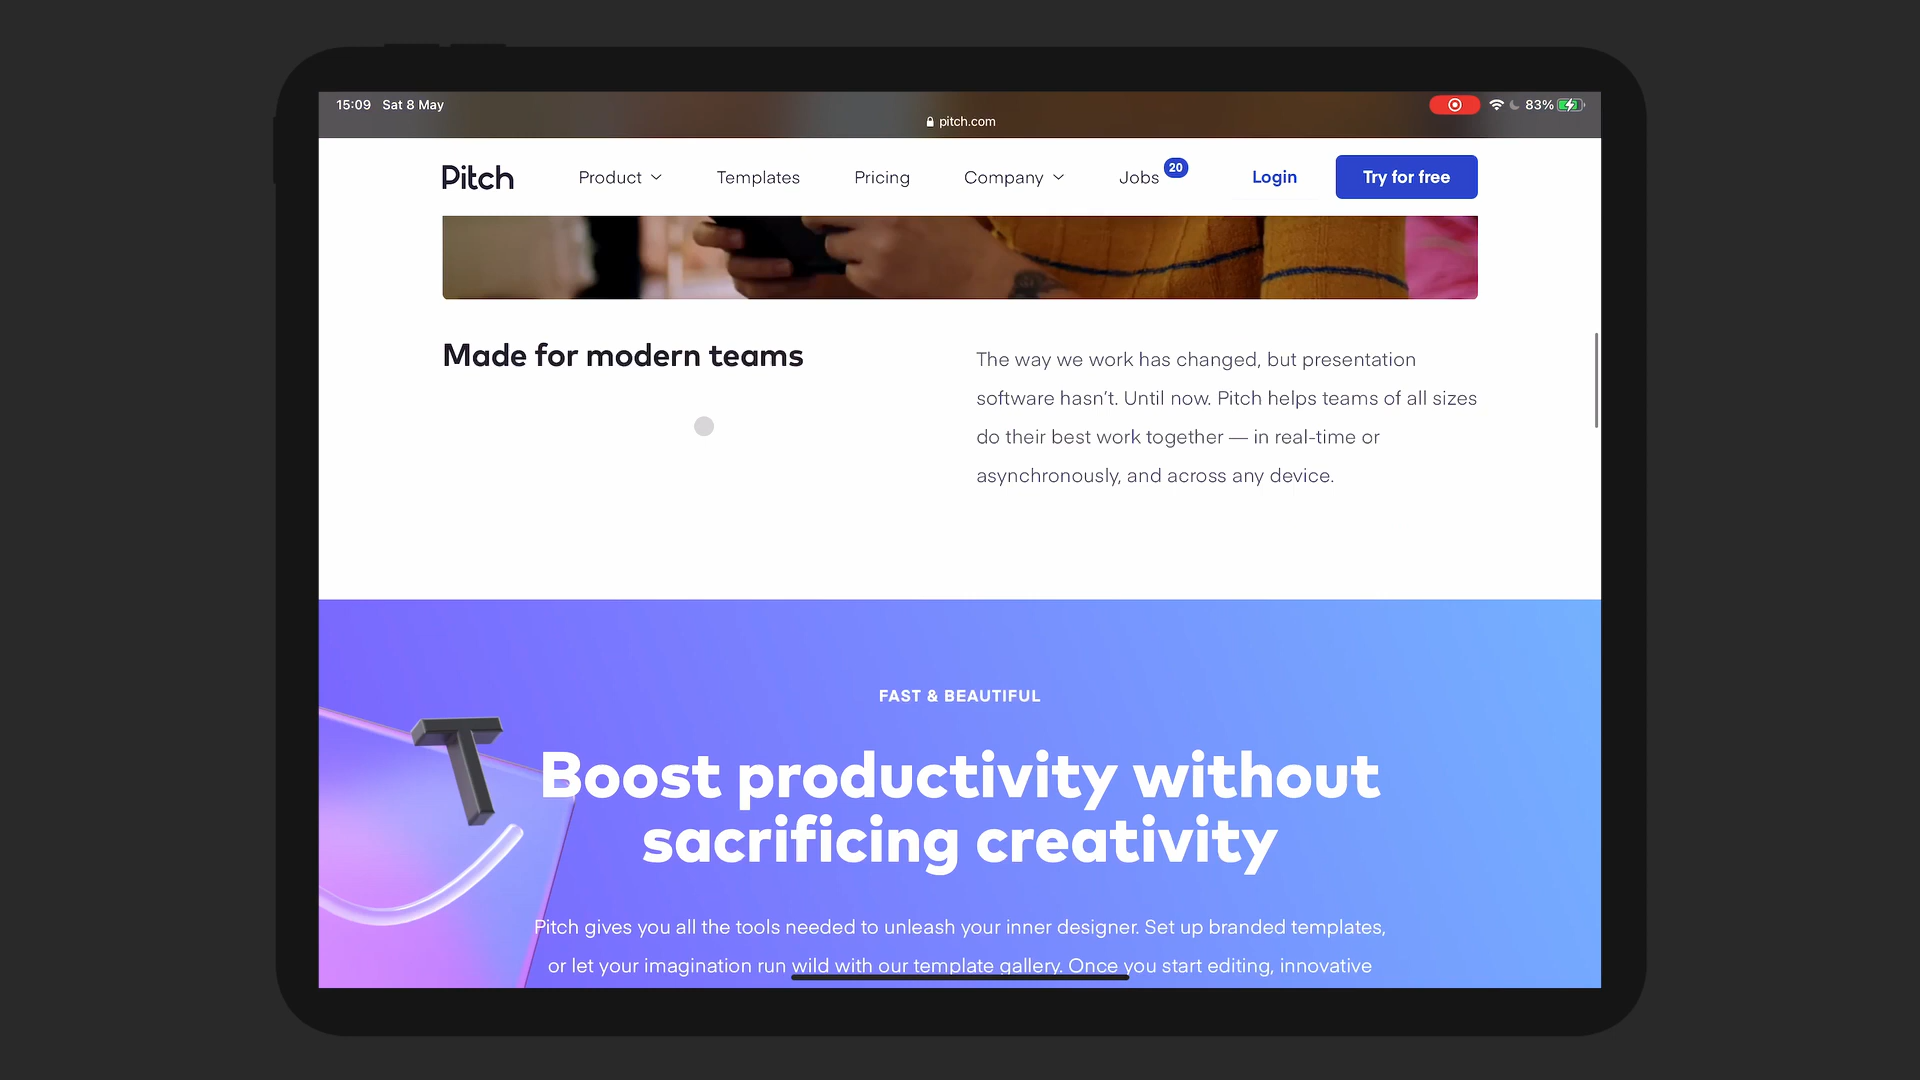 15:09 Sat 8 May
83%
pitch.com
Pitch
Product
Templates
Pricing
Company
Jobs
20
Login
Try for free
Made for modern teams
The way we work has changed, but presentation
software hasn't. Until now. Pitch helps teams of all sizes
do their best work together — in real-time or
asynchronously, and across any device.
FAST & BEAUTIFUL
T
Boost productivity without
sacrificing creativity
Pitch gives you all the tools needed to unleash your inner designer. Set up branded templates,
or let your imagination run wild with our template gallery. Once you start editing, innovative